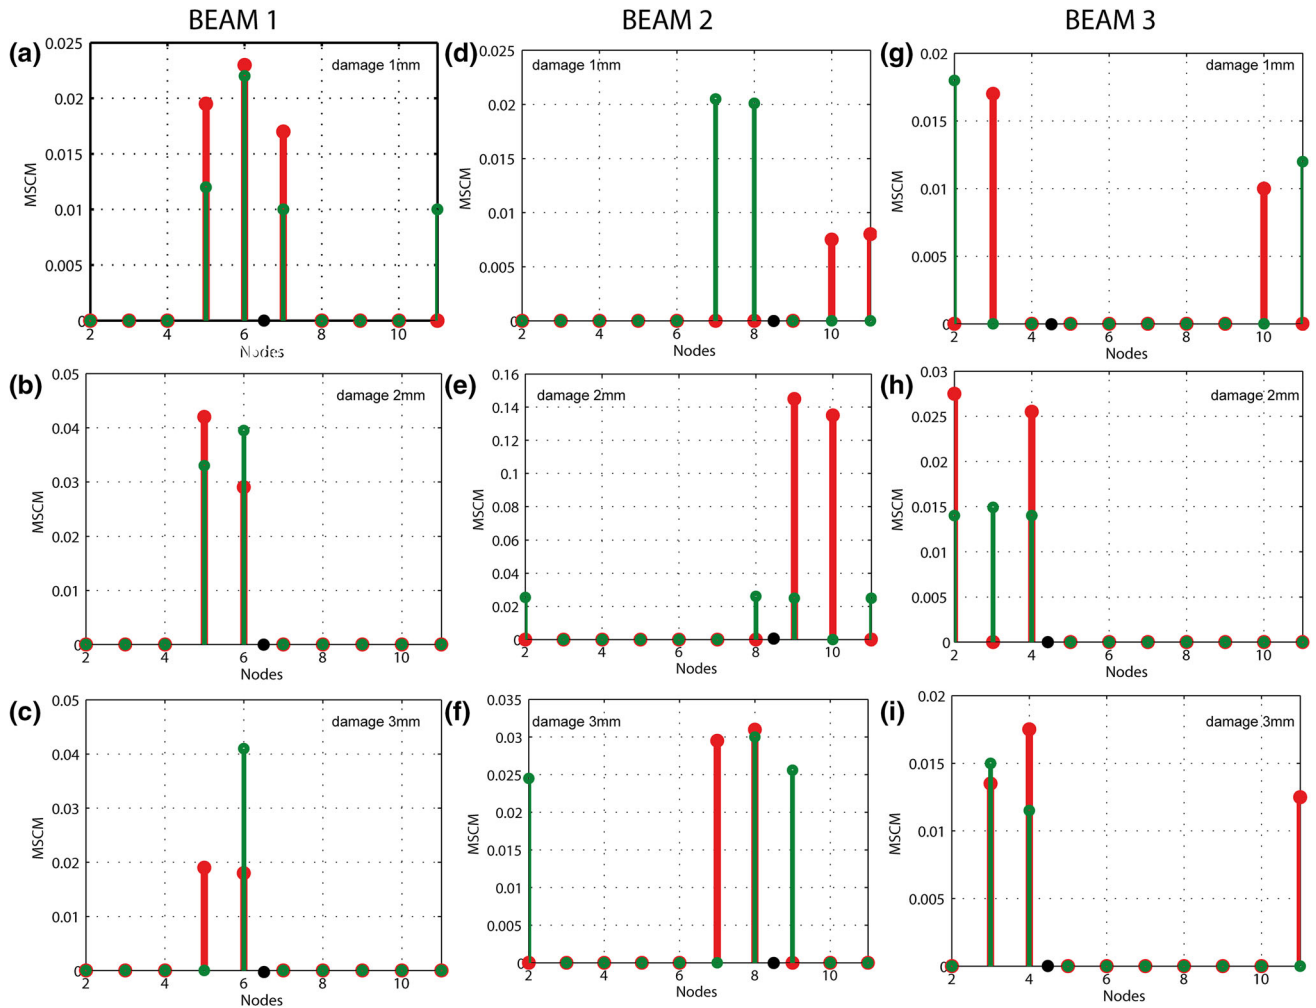 BEAM 1
BEAM 2
BEAM 3
(a)
damage 1mm
MSCM
0.025
0.02
0.015
0.01
0.005
0
2 4 6 8 10
Nodes
(d)
damage 1mm
MSCM
0.025
0.02
0.015
0.01
0.005
0
2 4 6 8 10
Nodes
(g)
damage 1mm
MSCM
0.02
0.015
0.01
0.005
0
2 4 6 8 10
Nodes
(b)
damage 2mm
MSCM
0.05
0.04
0.03
0.02
0.01
0
2 4 6 8 10
Nodes
(e)
damage 2mm
MSCM
0.16
0.14
0.12
0.1
0.08
0.06
0.04
0.02
0
2 4 6 8 10
Nodes
(h)
damage 2mm
MSCM
0.03
0.025
0.02
0.015
0.01
0.005
0
2 4 6 8 10
Nodes
(c)
damage 3mm
MSCM
0.05
0.04
0.03
0.02
0.01
0
2 4 6 8 10
Nodes
(f)
damage 3mm
MSCM
0.035
0.03
0.025
0.02
0.015
0.01
0.005
0
2 4 6 8 10
Nodes
(i)
damage 3mm
MSCM
0.02
0.015
0.01
0.005
0
2 4 6 8 10
Nodes